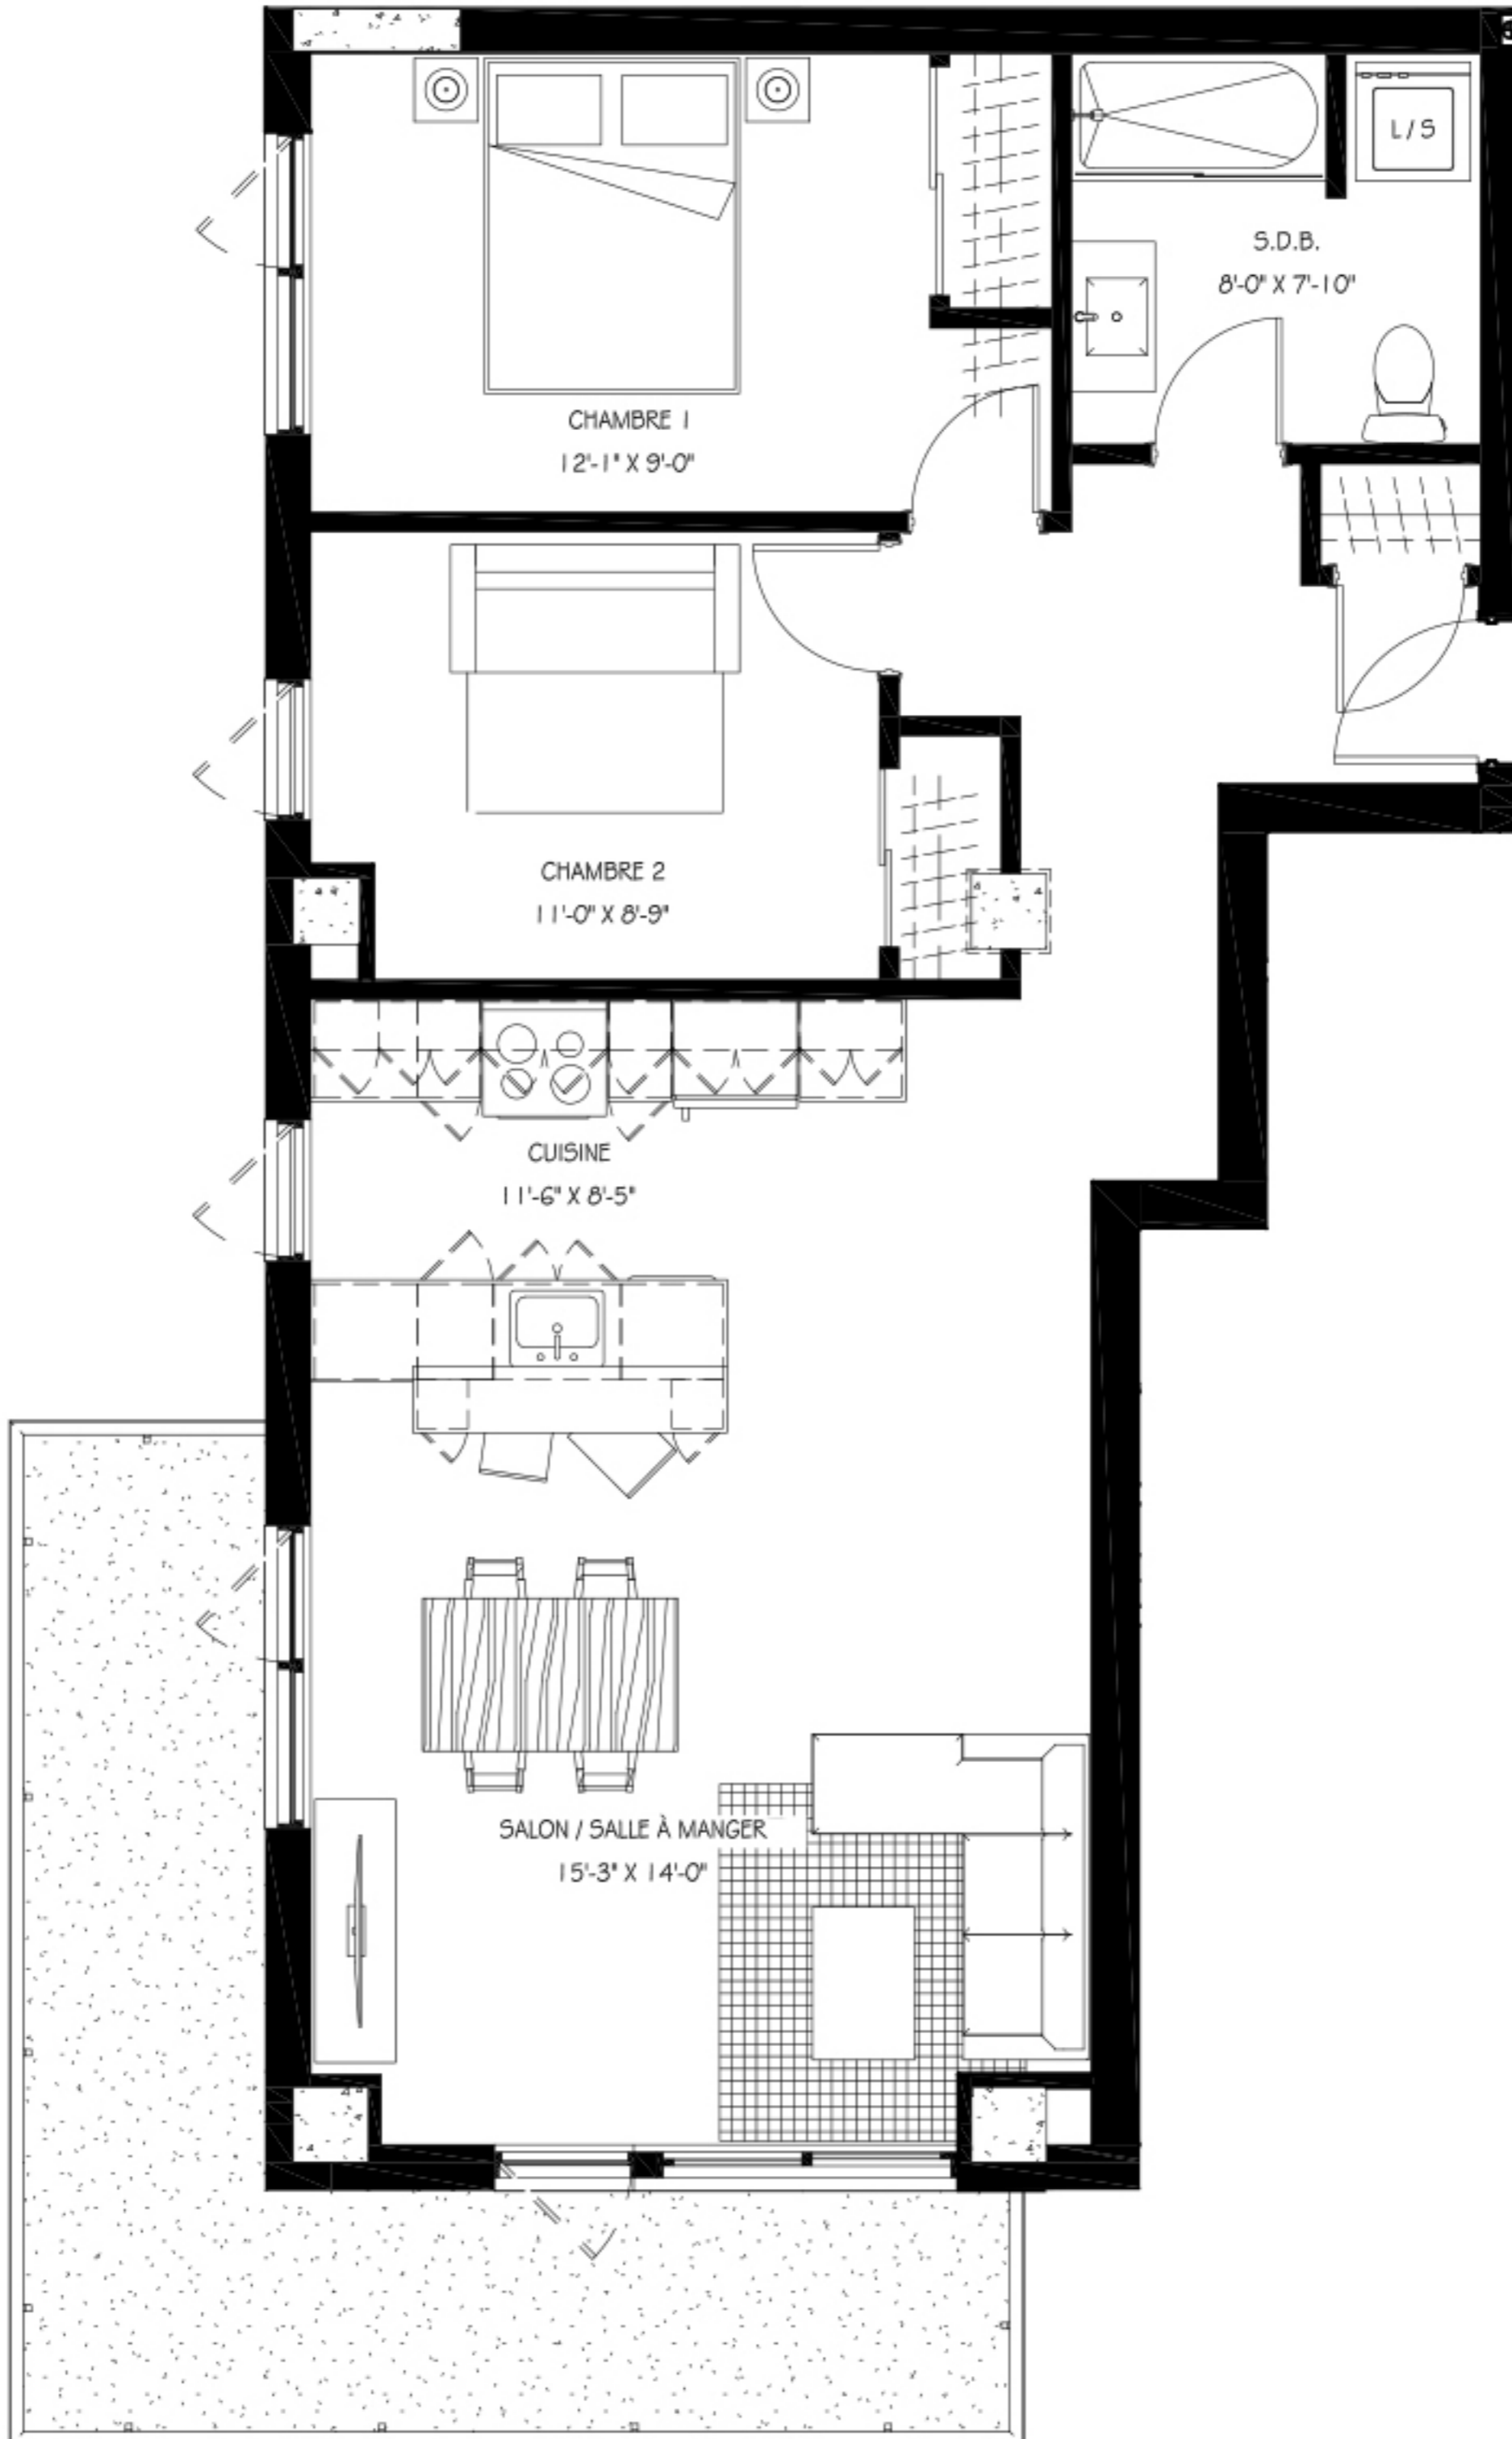 L/S
S.D.B.
8'-0" X 7'-10"
CHAMBRE 1
12'-1" X 9'-0"
CHAMBRE 2
11'-0" X 8'-9"
CUISINE
11'-6" X 8'-5"
SALON / SALLE À MANGER
15'-3" X 14'-0"